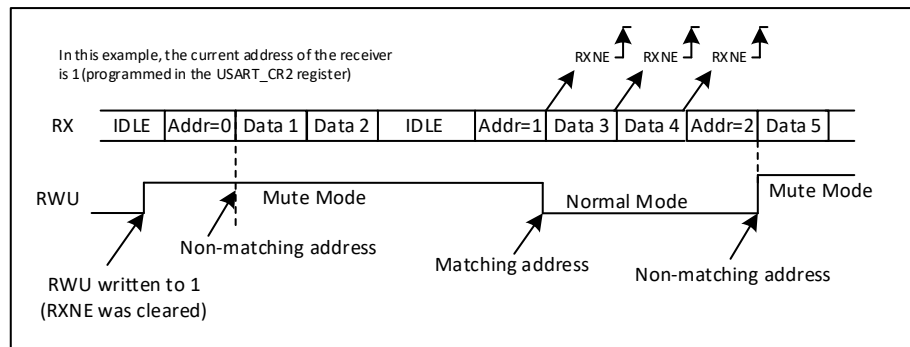 In this example, the current address of the receiver
is 1(programmed in the USART_CR2 register)
RXNE RXNE RXNE
RX IDLE Addr=0 Data 1 Data 2 IDLE Addr=1 Data 3 Data 4 Addr=2 Data 5
RWU Mute Mode Normal Mode Mute Mode
Non-matching address Matching address Non-matching address
RWU written to 1
(RXNE was cleared)